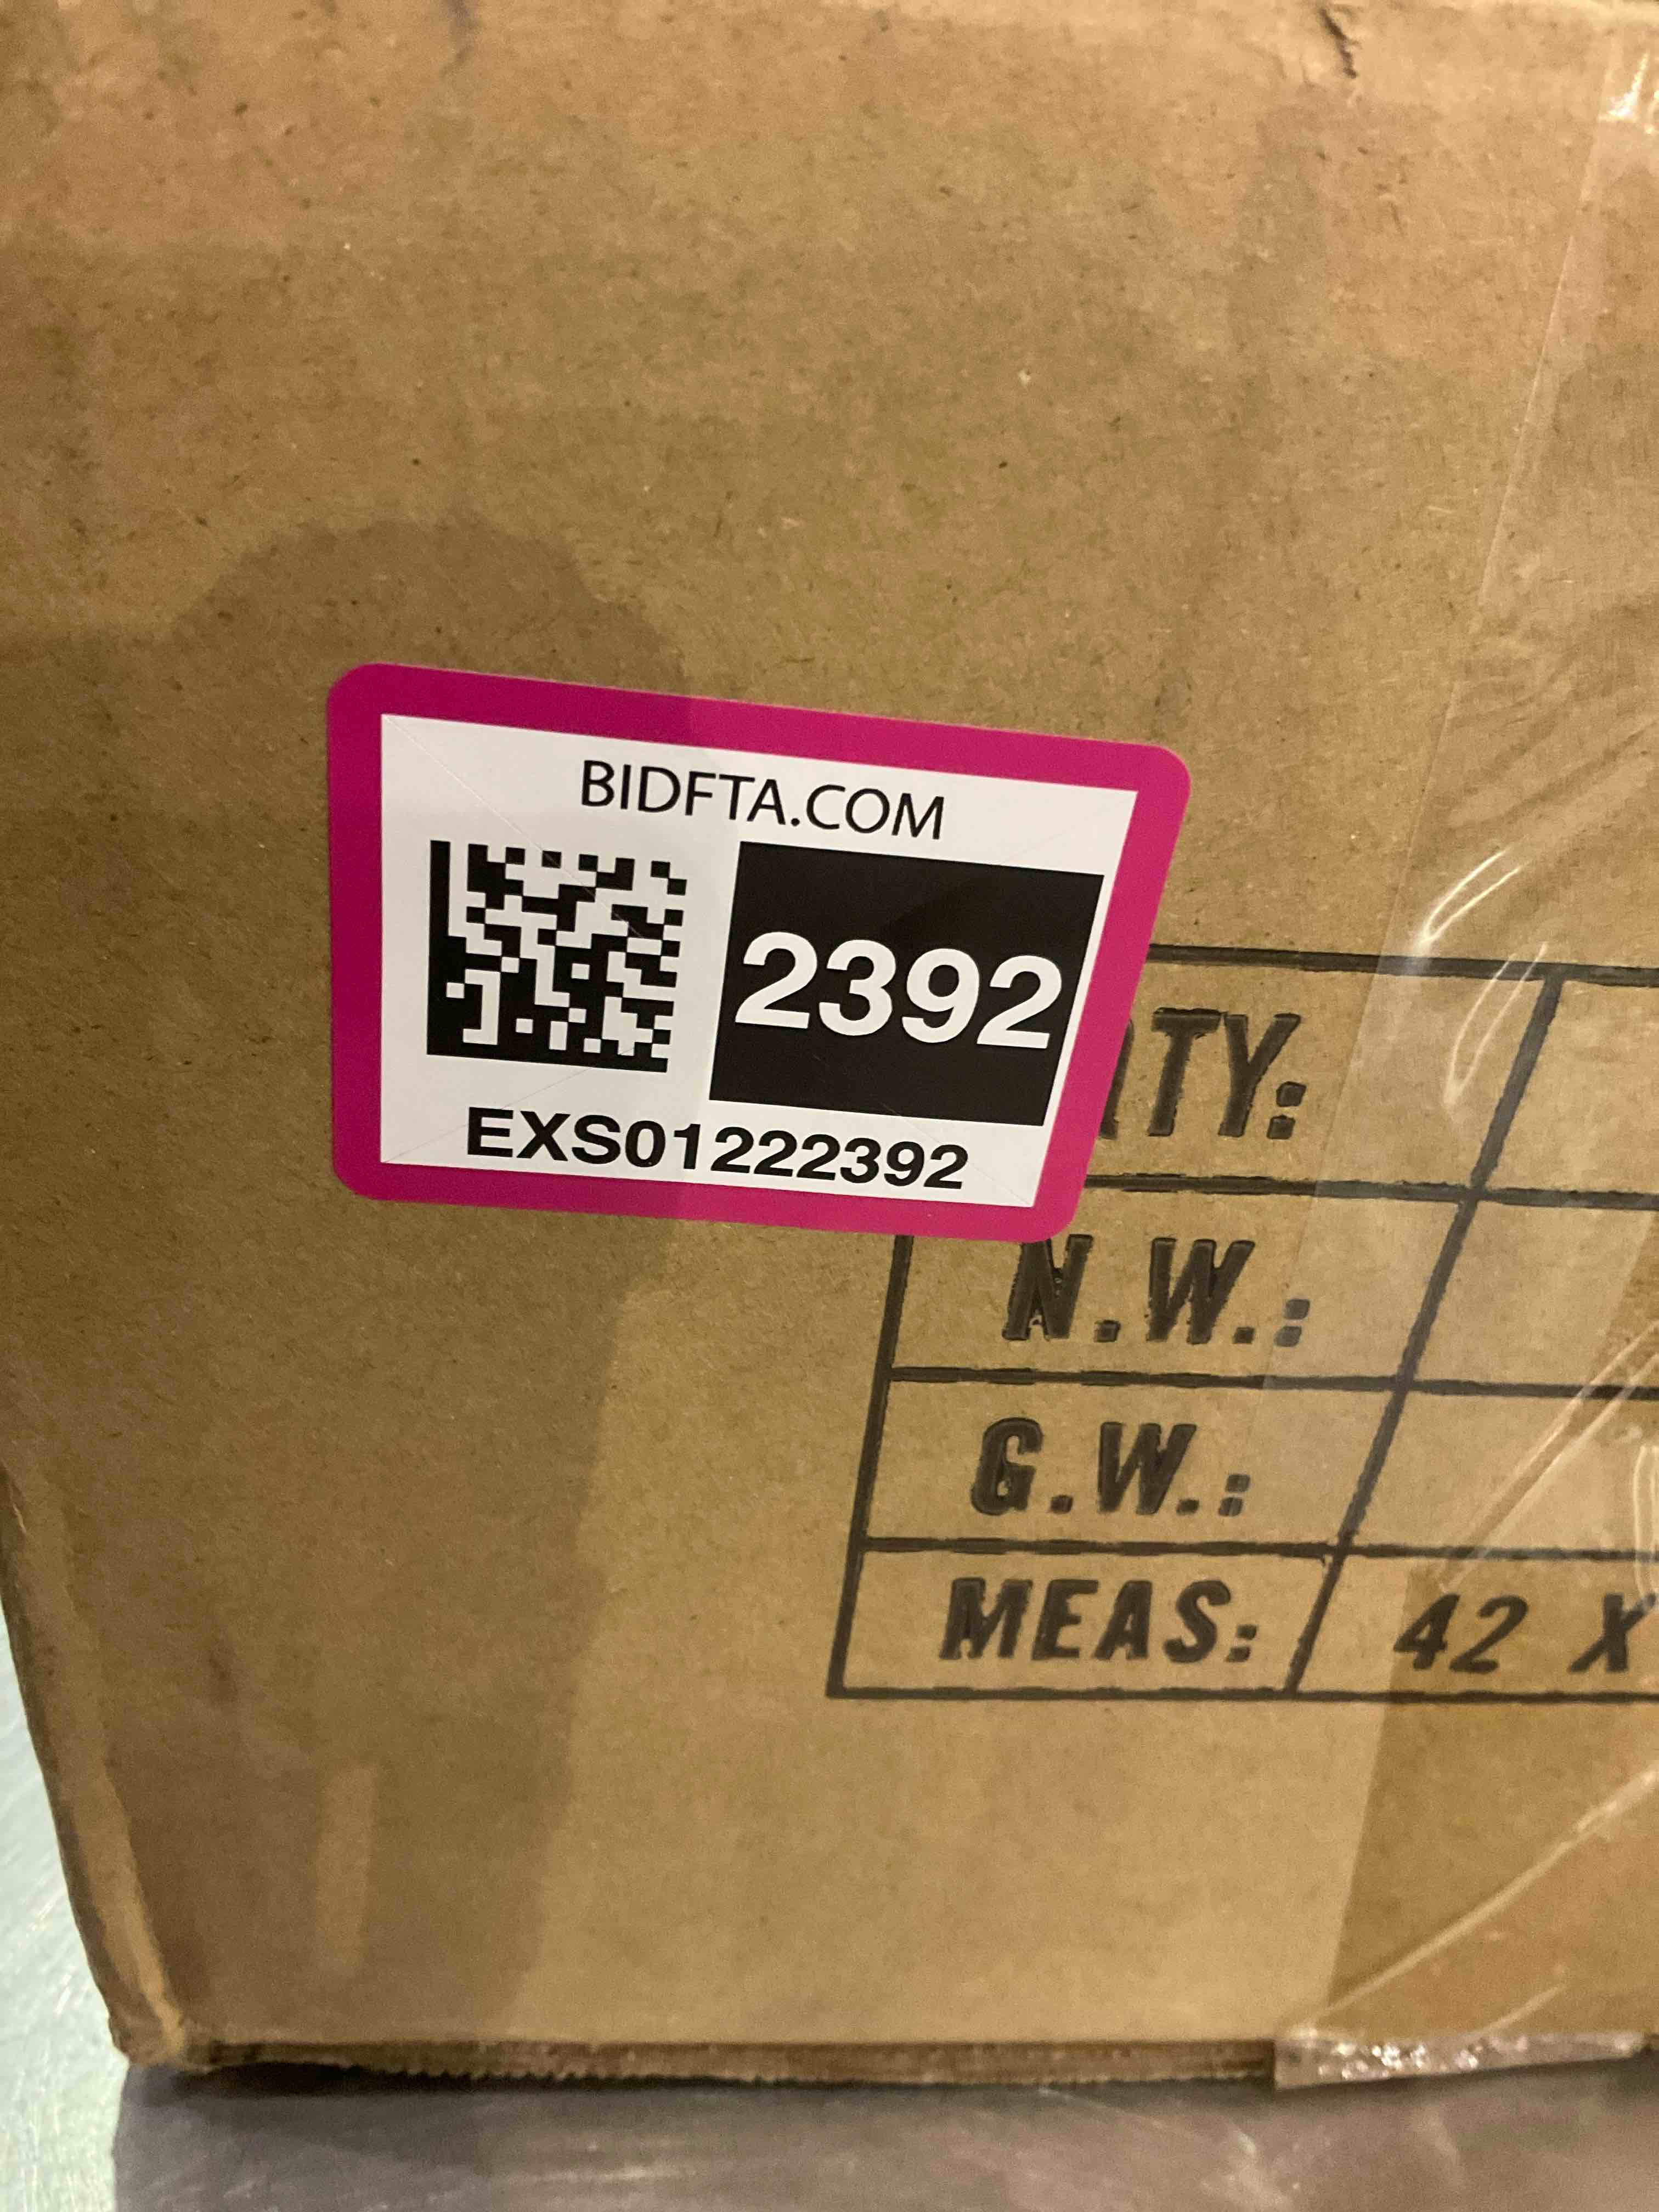 BIDFTA.COM
2392
EXS01222392
QTY:
N.W.:
G.W.:
MEAS: 42 X